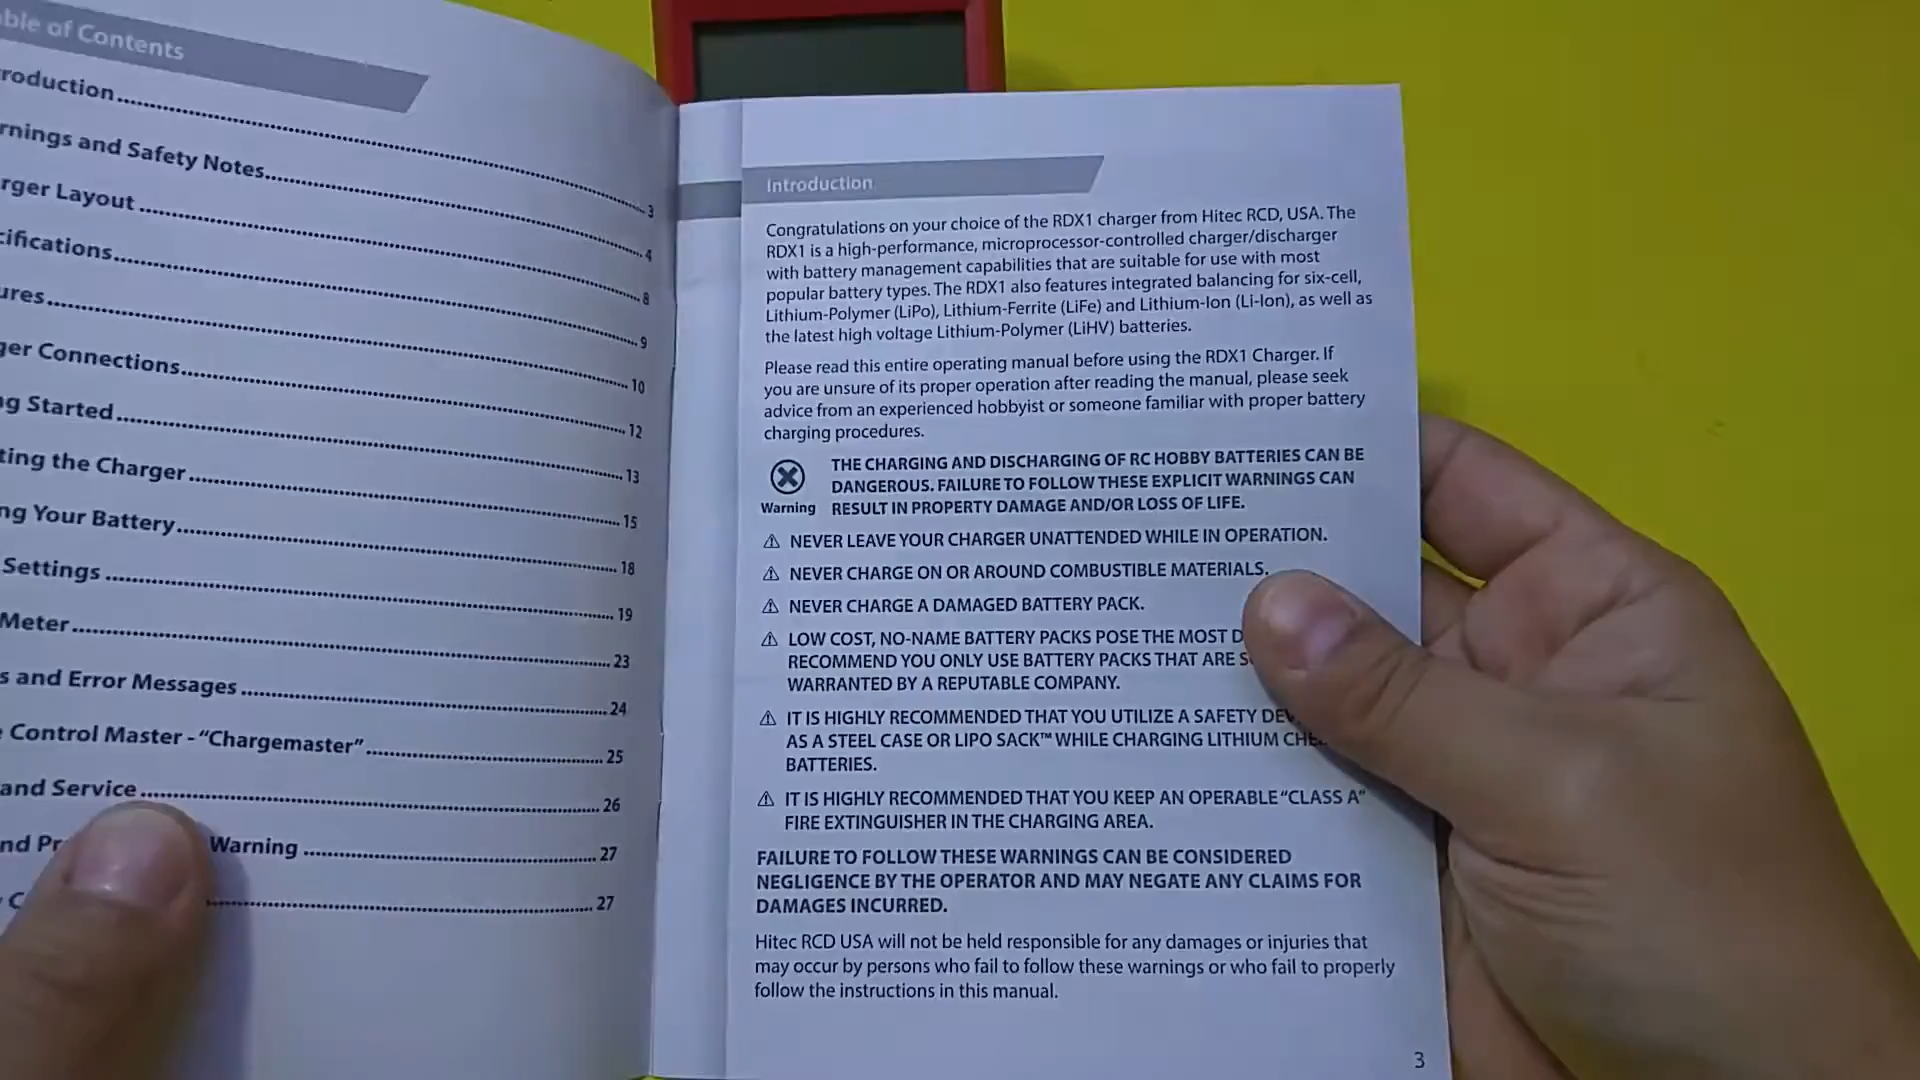 ble of Contents
roduction 3
rnings and Safety Notes 4
rger Layout 8
cifications 9
ures 10
ger Connections 12
ng Started 13
ting the Charger 15
ng Your Battery 18
Settings 19
Meter 23
s and Error Messages 24
Control Master - “Chargemaster” 25
and Service 26
nd Pr Warning 27
C 27
Introduction
Congratulations on your choice of the RDX1 charger from Hitec RCD, USA. The
RDX1 is a high-performance, microprocessor-controlled charger/discharger
with battery management capabilities that are suitable for use with most
popular battery types. The RDX1 also features integrated balancing for six-cell,
Lithium-Polymer (LiPo), Lithium-Ferrite (LiFe) and Lithium-Ion (Li-Ion), as well as
the latest high voltage Lithium-Polymer (LiHV) batteries.
Please read this entire operating manual before using the RDX1 Charger. If
you are unsure of its proper operation after reading the manual, please seek
advice from an experienced hobbyist or someone familiar with proper battery
charging procedures.
Warning
THE CHARGING AND DISCHARGING OF RC HOBBY BATTERIES CAN BE
DANGEROUS. FAILURE TO FOLLOW THESE EXPLICIT WARNINGS CAN
RESULT IN PROPERTY DAMAGE AND/OR LOSS OF LIFE.
⚠ NEVER LEAVE YOUR CHARGER UNATTENDED WHILE IN OPERATION.
⚠ NEVER CHARGE ON OR AROUND COMBUSTIBLE MATERIALS.
⚠ NEVER CHARGE A DAMAGED BATTERY PACK.
⚠ LOW COST, NO-NAME BATTERY PACKS POSE THE MOST D
RECOMMEND YOU ONLY USE BATTERY PACKS THAT ARE S
WARRANTED BY A REPUTABLE COMPANY.
⚠ IT IS HIGHLY RECOMMENDED THAT YOU UTILIZE A SAFETY DEV
AS A STEEL CASE OR LIPO SACK™ WHILE CHARGING LITHIUM CHE
BATTERIES.
⚠ IT IS HIGHLY RECOMMENDED THAT YOU KEEP AN OPERABLE “CLASS A”
FIRE EXTINGUISHER IN THE CHARGING AREA.
FAILURE TO FOLLOW THESE WARNINGS CAN BE CONSIDERED
NEGLIGENCE BY THE OPERATOR AND MAY NEGATE ANY CLAIMS FOR
DAMAGES INCURRED.
Hitec RCD USA will not be held responsible for any damages or injuries that
may occur by persons who fail to follow these warnings or who fail to properly
follow the instructions in this manual.
3